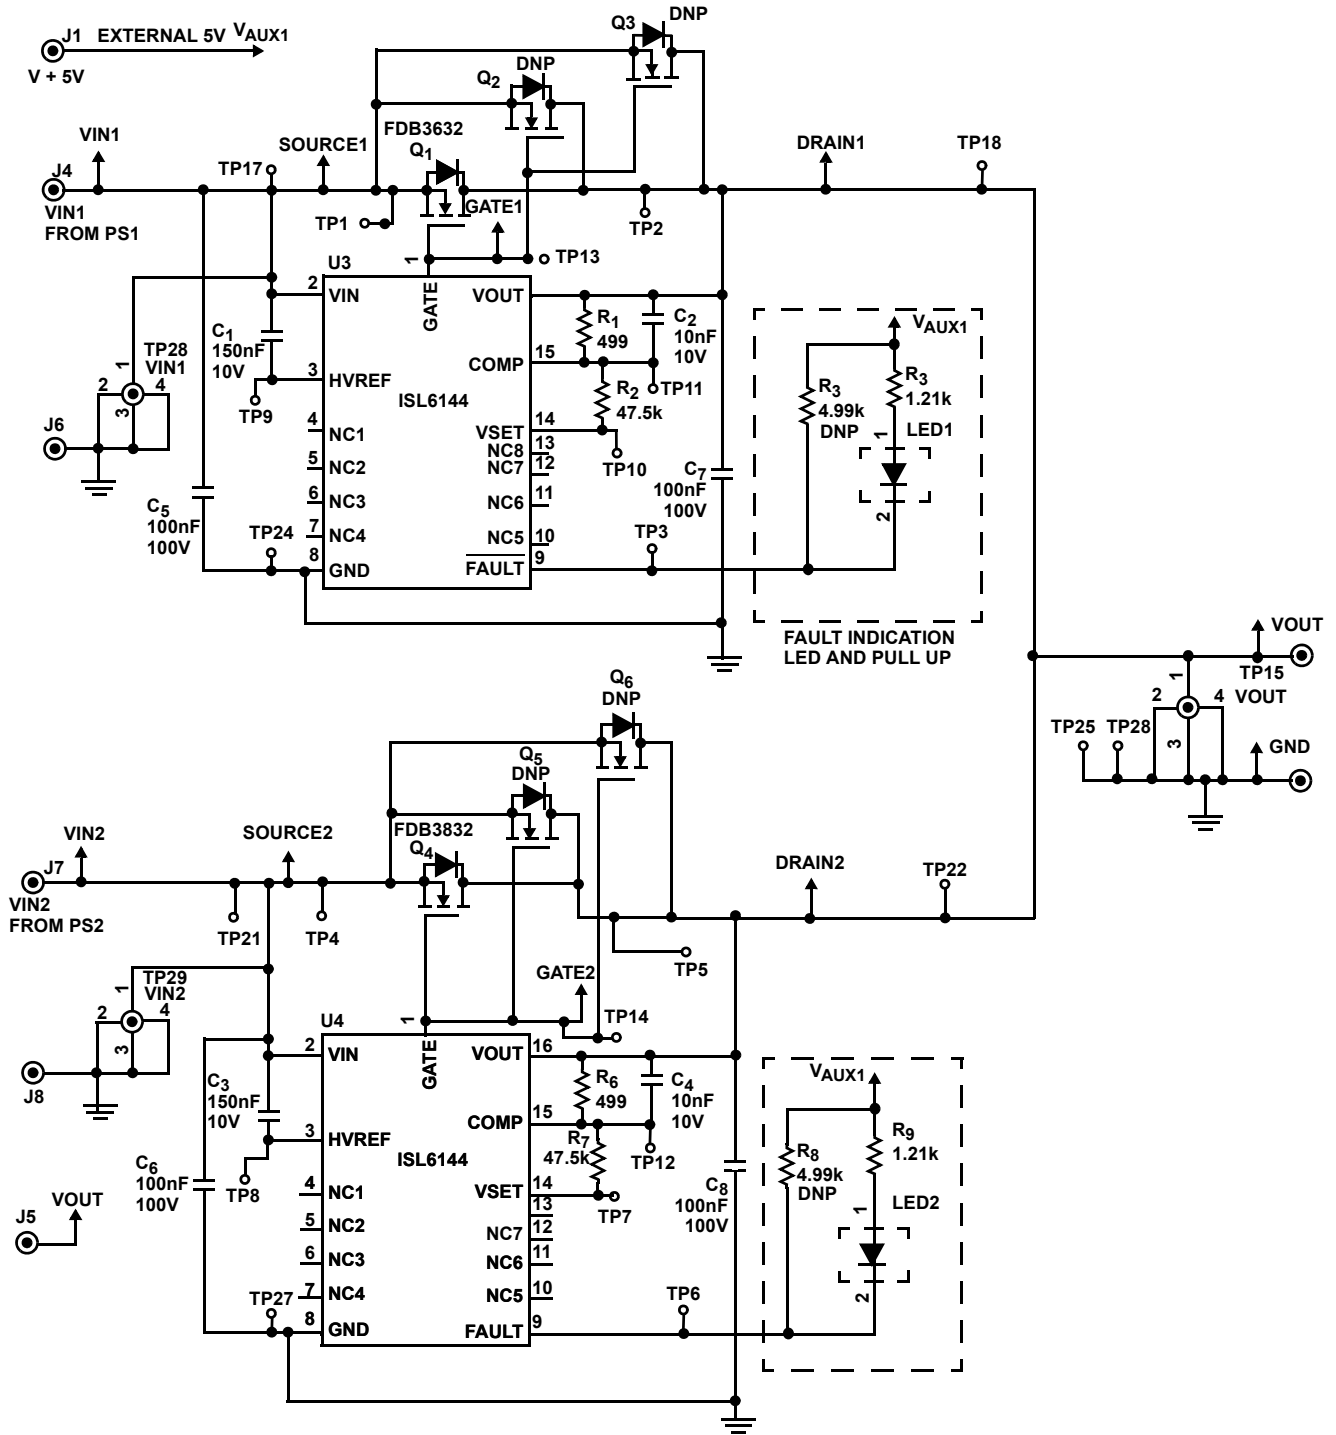 J1 EXTERNAL 5V VAUX1
V + 5V
Q3
DNP
DNP
Q2
FDB3632
Q1
VIN1
SOURCE1
TP17
J4
VIN1
FROM PS1
TP1
GATE1
TP2
DRAIN1
TP18
TP13
U3
1
GATE
2
VIN
VOUT
C1
150nF
10V
R1
499
C2
10nF
10V
COMP
15
TP11
3
HVREF
TP9
ISL6144
R2
47.5k
TP28
VIN1
1
2
4
3
J6
4
NC1
VSET
14
NC8
13
5
NC2
NC7
12
TP10
6
NC3
NC6
11
7
NC4
NC5
10
8
GND
FAULT
9
C5
100nF
100V
TP24
TP3
C7
100nF
100V
VAUX1
R3
4.99k
DNP
R3
1.21k
1
LED1
2
FAULT INDICATION
LED AND PULL UP
VOUT
TP15
VOUT
1
2
4
3
TP25
TP28
GND
Q6
DNP
Q5
DNP
FDB3832
Q4
VIN2
SOURCE2
J7
VIN2
FROM PS2
TP21
TP4
DRAIN2
TP22
TP5
GATE2
TP14
TP29
VIN2
1
2
4
3
J8
U4
1
GATE
2
VIN
VOUT
16
C3
150nF
10V
R6
499
C4
10nF
10V
COMP
15
3
HVREF
TP8
ISL6144
R7
47.5k
TP12
C6
100nF
100V
4
NC1
VSET
14
13
TP7
5
NC2
NC7
12
6
NC3
NC6
11
7
NC4
NC5
10
8
GND
FAULT
9
TP27
TP6
C8
100nF
100V
VAUX1
R8
4.99k
DNP
R9
1.21k
1
LED2
2
VOUT
J5